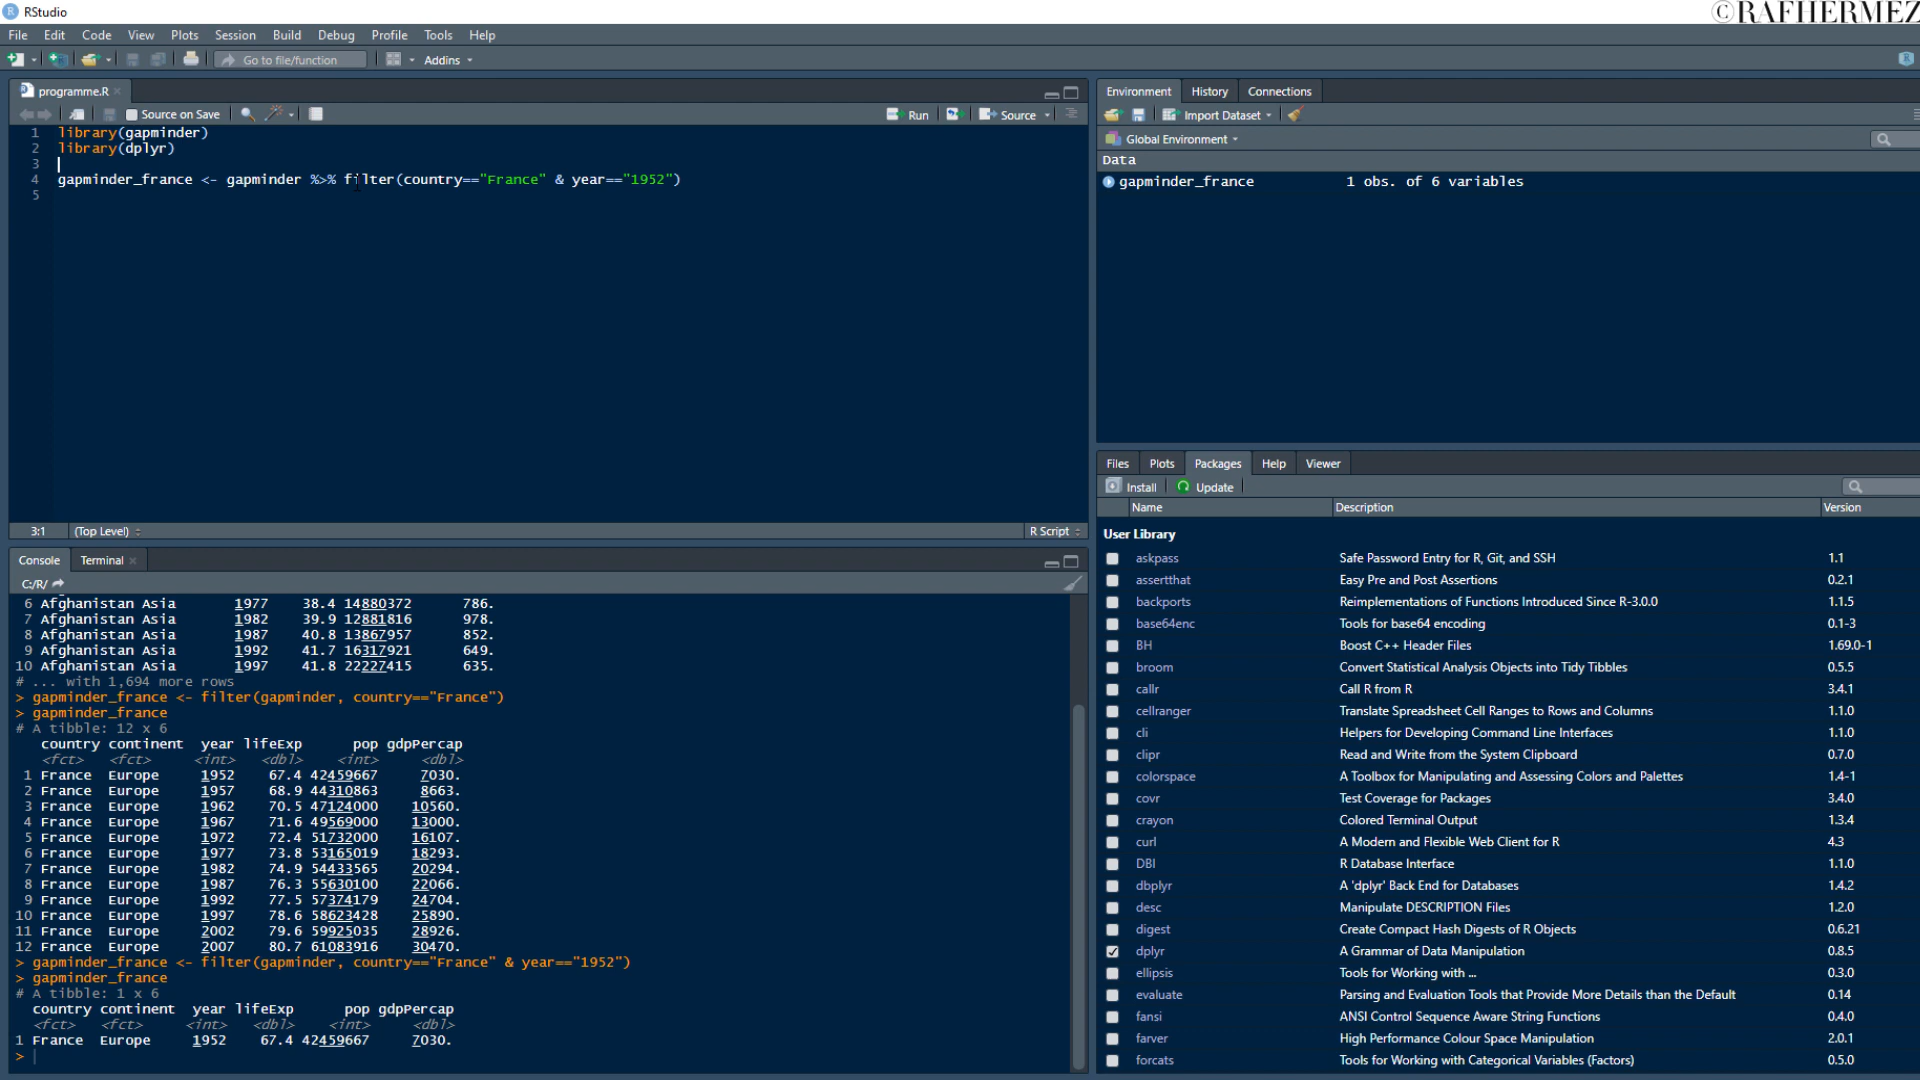 RStudio
©RAFHERMEZ
File Edit Code View Plots Session Build Debug Profile Tools Help
Go to file/function Addins
programme.R
Source on Save Run Source
1 library(gapminder)
2 library(dplyr)
3
4 gapminder_france <- gapminder %>% filter(country=="France" & year=="1952")
5
3:1 (Top Level) R Script
Console Terminal
C:/R/
6 Afghanistan Asia 1977 38.4 14880372 786.
7 Afghanistan Asia 1982 39.9 12881816 978.
8 Afghanistan Asia 1987 40.8 13867957 852.
9 Afghanistan Asia 1992 41.7 16317921 649.
10 Afghanistan Asia 1997 41.8 22227415 635.
# ... with 1,694 more rows
> gapminder_france <- filter(gapminder, country=="France")
> gapminder_france
# A tibble: 12 x 6
country continent year lifeExp pop gdpPercap
<fct> <fct> <int> <dbl> <int> <dbl>
1 France Europe 1952 67.4 42459667 7030.
2 France Europe 1957 68.9 44310863 8663.
3 France Europe 1962 70.5 47124000 10560.
4 France Europe 1967 71.6 49569000 13000.
5 France Europe 1972 72.4 51732000 16107.
6 France Europe 1977 73.8 53165019 18293.
7 France Europe 1982 74.9 54433565 20294.
8 France Europe 1987 76.3 55630100 22066.
9 France Europe 1992 77.5 57374179 24704.
10 France Europe 1997 78.6 58623428 25890.
11 France Europe 2002 79.6 59925035 28926.
12 France Europe 2007 80.7 61083916 30470.
> gapminder_france <- filter(gapminder, country=="France" & year=="1952")
> gapminder_france
# A tibble: 1 x 6
country continent year lifeExp pop gdpPercap
<fct> <fct> <int> <dbl> <int> <dbl>
1 France Europe 1952 67.4 42459667 7030.
>
Environment History Connections
Import Dataset
Global Environment
Data
gapminder_france 1 obs. of 6 variables
Files Plots Packages Help Viewer
Install Update
Name Description Version
User Library
askpass Safe Password Entry for R, Git, and SSH 1.1
assertthat Easy Pre and Post Assertions 0.2.1
backports Reimplementations of Functions Introduced Since R-3.0.0 1.1.5
base64enc Tools for base64 encoding 0.1-3
BH Boost C++ Header Files 1.69.0-1
broom Convert Statistical Analysis Objects into Tidy Tibbles 0.5.5
callr Call R from R 3.4.1
cellranger Translate Spreadsheet Cell Ranges to Rows and Columns 1.1.0
cli Helpers for Developing Command Line Interfaces 1.1.0
clipr Read and Write from the System Clipboard 0.7.0
colorspace A Toolbox for Manipulating and Assessing Colors and Palettes 1.4-1
covr Test Coverage for Packages 3.4.0
crayon Colored Terminal Output 1.3.4
curl A Modern and Flexible Web Client for R 4.3
DBI R Database Interface 1.1.0
dbplyr A 'dplyr' Back End for Databases 1.4.2
desc Manipulate DESCRIPTION Files 1.2.0
digest Create Compact Hash Digests of R Objects 0.6.21
dplyr A Grammar of Data Manipulation 0.8.5
ellipsis Tools for Working with ... 0.3.0
evaluate Parsing and Evaluation Tools that Provide More Details than the Default 0.14
fansi ANSI Control Sequence Aware String Functions 0.4.0
farver High Performance Colour Space Manipulation 2.0.1
forcats Tools for Working with Categorical Variables (Factors) 0.5.0